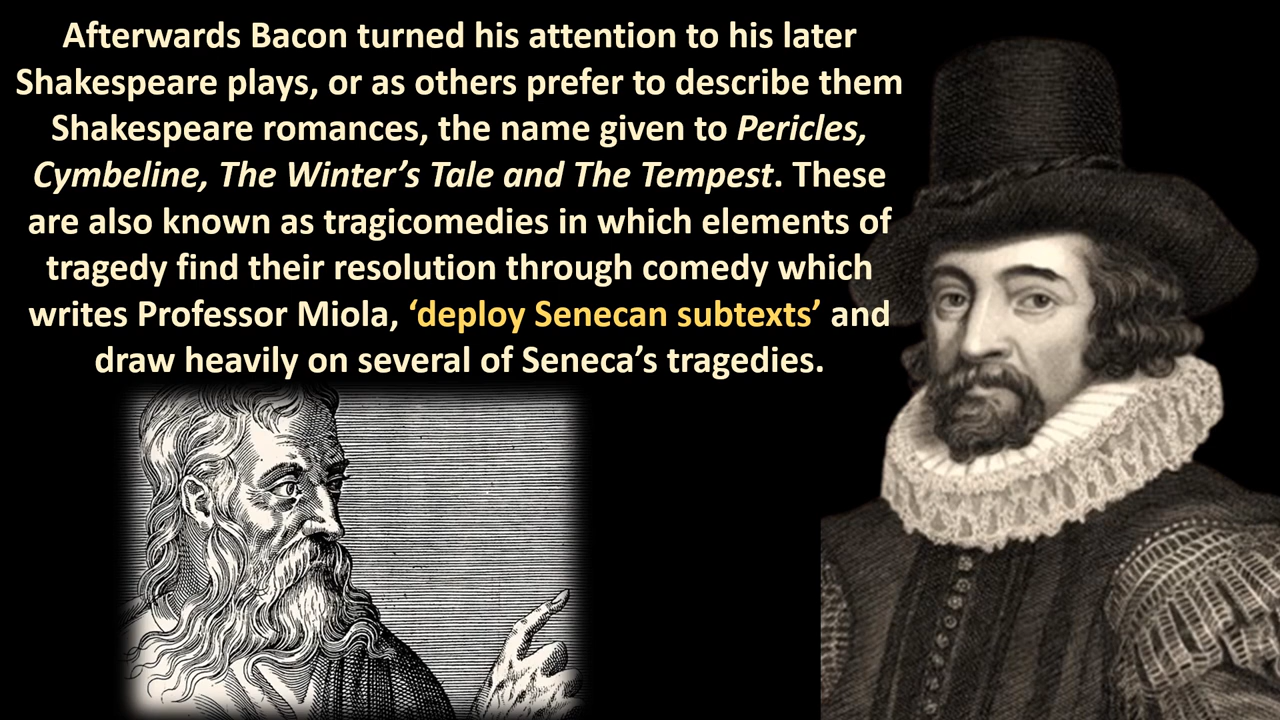 Afterwards Bacon turned his attention to his later
Shakespeare plays, or as others prefer to describe them
Shakespeare romances, the name given to Pericles,
Cymbeline, The Winter’s Tale and The Tempest. These
are also known as tragicomedies in which elements of
tragedy find their resolution through comedy which
writes Professor Miola, ‘deploy Senecan subtexts’ and
draw heavily on several of Seneca’s tragedies.